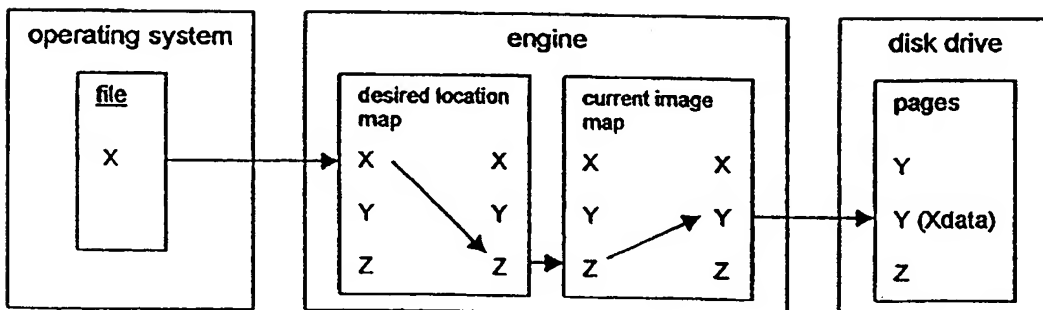 operating system
file
X
engine
desired location
map
X X
Y Y
Z Z
current image
map
X X
Y Y
Z Z
disk drive
pages
Y
Y (Xdata)
Z